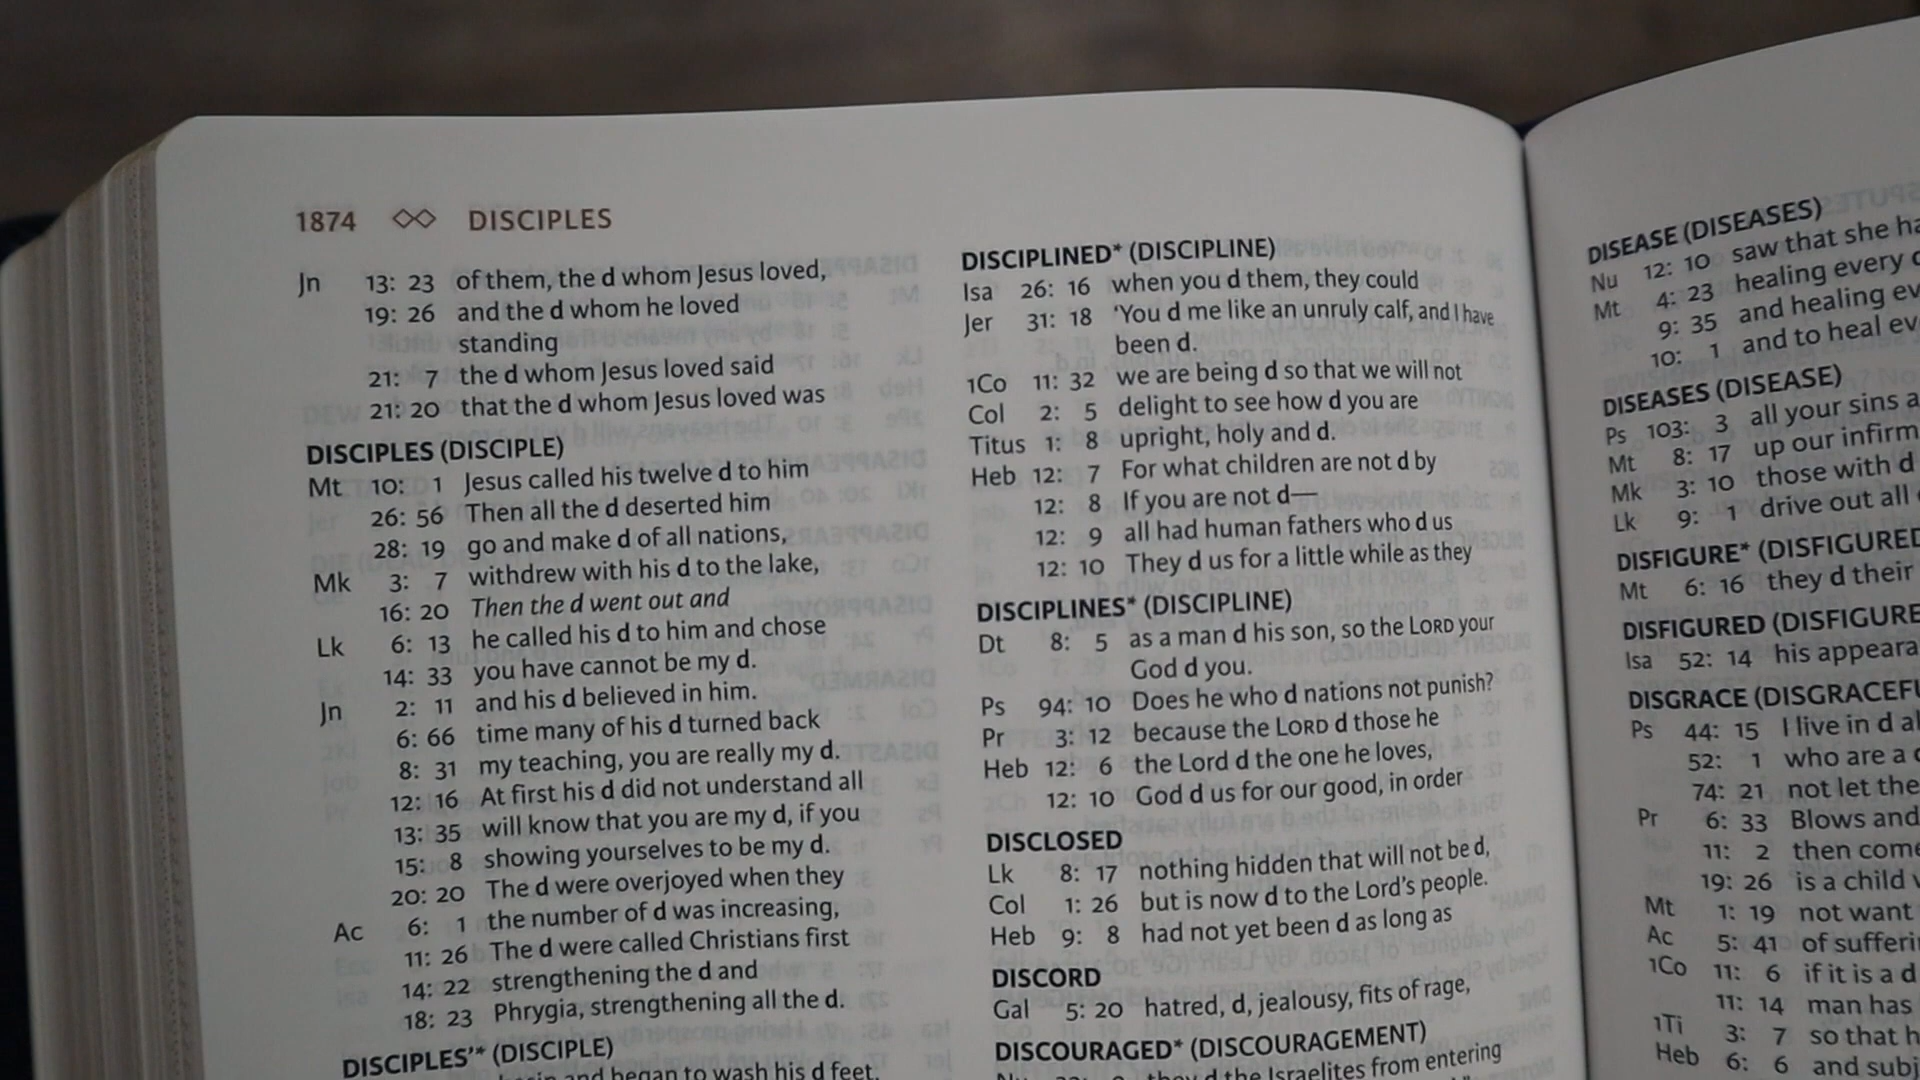 1874 ◇◇ DISCIPLES
Jn 13: 23 of them, the d whom Jesus loved,
19: 26 and the d whom he loved
standing
21: 7 the d whom Jesus loved said
21: 20 that the d whom Jesus loved was
DISCIPLES (DISCIPLE)
Mt 10: 1 Jesus called his twelve d to him
26: 56 Then all the d deserted him
28: 19 go and make d of all nations,
Mk 3: 7 withdrew with his d to the lake,
16: 20 Then the d went out and
Lk 6: 13 he called his d to him and chose
14: 33 you have cannot be my d.
Jn 2: 11 and his d believed in him.
6: 66 time many of his d turned back
8: 31 my teaching, you are really my d.
12: 16 At first his d did not understand all
13: 35 will know that you are my d, if you
15: 8 showing yourselves to be my d.
20: 20 The d were overjoyed when they
Ac 6: 1 the number of d was increasing,
11: 26 The d were called Christians first
14: 22 strengthening the d and
18: 23 Phrygia, strengthening all the d.
DISCIPLES'* (DISCIPLE)
and began to wash his d feet,
DISCIPLINED* (DISCIPLINE)
Isa 26: 16 when you d them, they could
Jer 31: 18 'You d me like an unruly calf, and I have
been d.
1Co 11: 32 we are being d so that we will not
Col 2: 5 delight to see how d you are
Titus 1: 8 upright, holy and d.
Heb 12: 7 For what children are not d by
12: 8 If you are not d—
12: 9 all had human fathers who d us
12: 10 They d us for a little while as they
DISCIPLINES* (DISCIPLINE)
Dt 8: 5 as a man d his son, so the LORD your
God d you.
Ps 94: 10 Does he who d nations not punish?
Pr 3: 12 because the LORD d those he
Heb 12: 6 the Lord d the one he loves,
12: 10 God d us for our good, in order
DISCLOSED
Lk 8: 17 nothing hidden that will not be d,
Col 1: 26 but is now d to the Lord's people.
Heb 9: 8 had not yet been d as long as
DISCORD
Gal 5: 20 hatred, d, jealousy, fits of rage,
DISCOURAGED* (DISCOURAGEMENT)
d the Israelites from entering
DISEASE (DISEASES)
Nu 12: 10 saw that she ha
Mt 4: 23 healing every d
9: 35 and healing ev
10: 1 and to heal ev
DISEASES (DISEASE)
Ps 103: 3 all your sins a
Mt 8: 17 up our infirm
Mk 3: 10 those with d
Lk 9: 1 drive out all
DISFIGURE* (DISFIGURED
Mt 6: 16 they d their
DISFIGURED (DISFIGURE
Isa 52: 14 his appeara
DISGRACE (DISGRACEFU
Ps 44: 15 I live in d al
52: 1 who are a d
74: 21 not let the
Pr 6: 33 Blows and
11: 2 then come
19: 26 is a child
Mt 1: 19 not want
Ac 5: 41 of sufferi
1Co 11: 6 if it is a d
11: 14 man has
1Ti 3: 7 so that h
Heb 6: 6 and subj